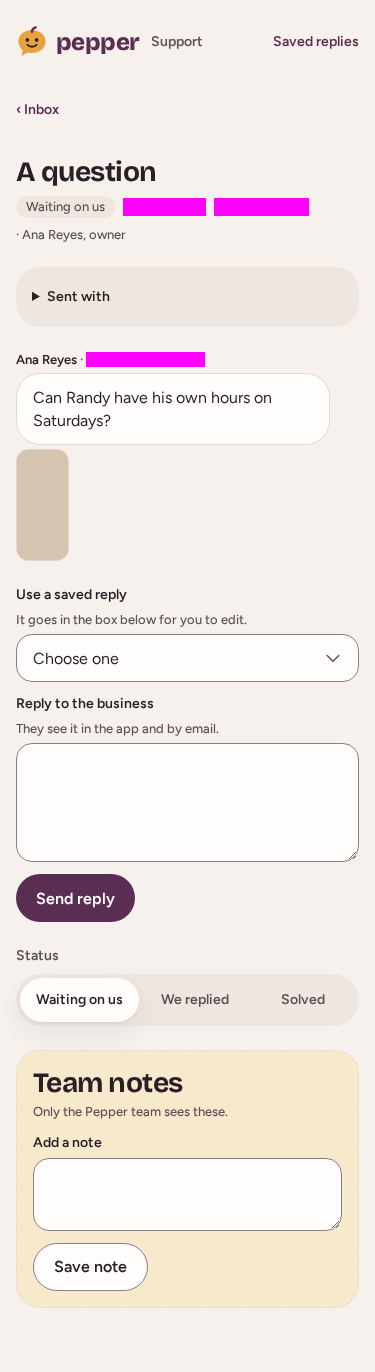 pepper Support Saved replies
‹ Inbox
A question
Waiting on us
· Ana Reyes, owner
Sent with
Ana Reyes ·
Can Randy have his own hours on
Saturdays?
Use a saved reply
It goes in the box below for you to edit.
Choose one
Reply to the business
They see it in the app and by email.
Send reply
Status
Waiting on us We replied Solved
Team notes
Only the Pepper team sees these.
Add a note
Save note